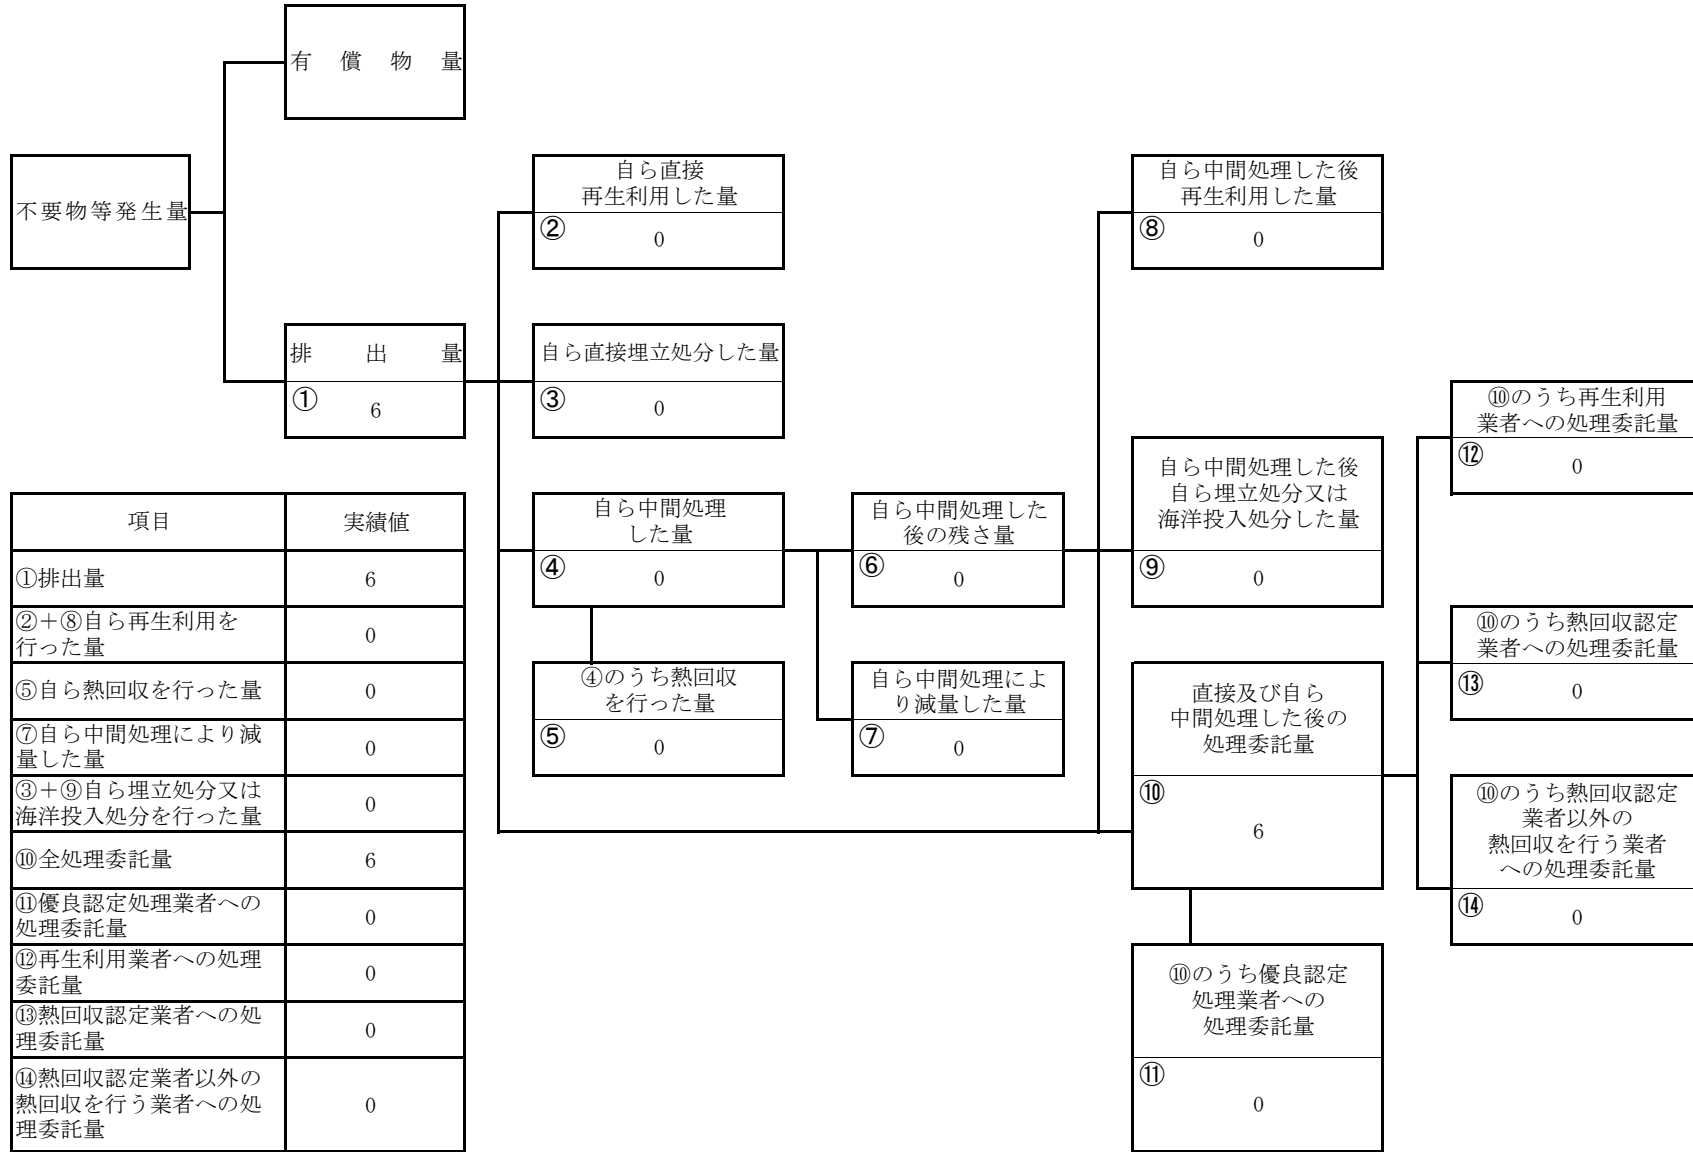 有償物量
不要物等発生量
排出量
①
6
自ら直接
再生利用した量
②
0
自ら直接埋立処分した量
③
0
自ら中間処理
した量
④
0
④のうち熱回収
を行った量
⑤
0
自ら中間処理した
後の残さ量
⑥
0
自ら中間処理によ
り減量した量
⑦
0
自ら中間処理した後
再生利用した量
⑧
0
自ら中間処理した後
自ら埋立処分又は
海洋投入処分した量
⑨
0
直接及び自ら
中間処理した後の
処理委託量
⑩
6
⑩のうち優良認定
処理業者への
処理委託量
⑪
0
⑩のうち再生利用
業者への処理委託量
⑫
0
⑩のうち熱回収認定
業者への処理委託量
⑬
0
⑩のうち熱回収認定
業者以外の
熱回収を行う業者
への処理委託量
⑭
0
項目 実績値
①排出量 6
②+⑧自ら再生利用を
行った量 0
⑤自ら熱回収を行った量 0
⑦自ら中間処理により減
量した量 0
③+⑨自ら埋立処分又は
海洋投入処分を行った量 0
⑩全処理委託量 6
⑪優良認定処理業者への
処理委託量 0
⑫再生利用業者への処理
委託量 0
⑬熱回収認定業者への処
理委託量 0
⑭熱回収認定業者以外の
熱回収を行う業者への処 0
理委託量